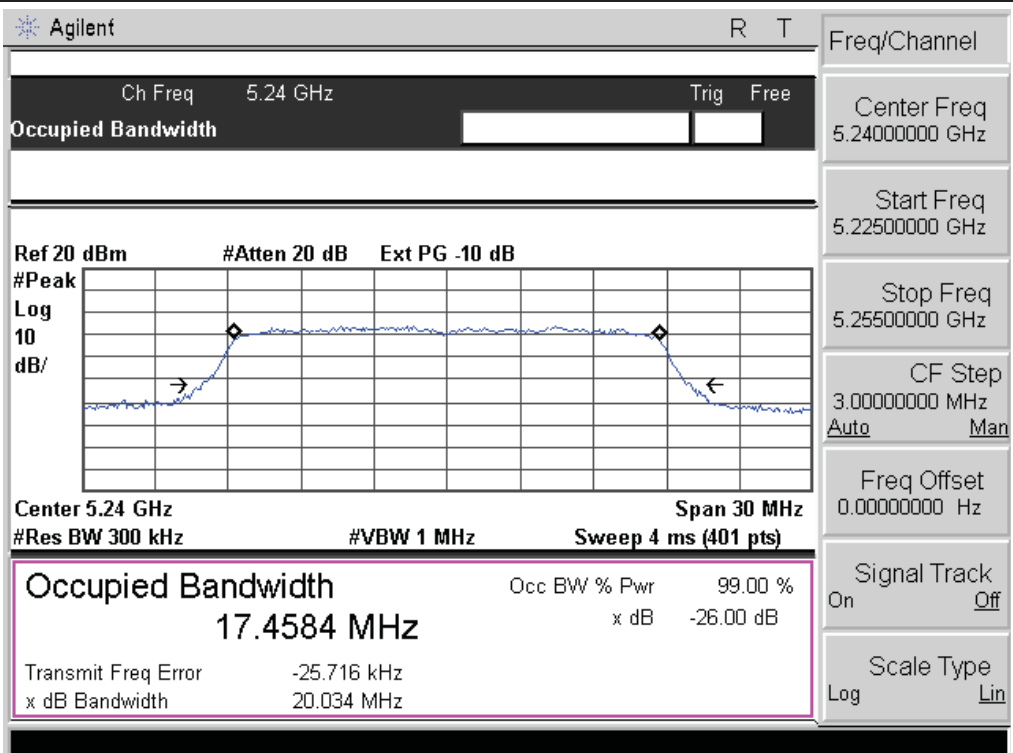 Agilent
R T
Ch Freq 5.24 GHz Trig Free
Occupied Bandwidth
Ref 20 dBm #Atten 20 dB Ext PG -10 dB
#Peak
Log
10
dB/
Center 5.24 GHz Span 30 MHz
#Res BW 300 kHz #VBW 1 MHz Sweep 4 ms (401 pts)
Occupied Bandwidth
17.4584 MHz
Occ BW % Pwr 99.00 %
x dB -26.00 dB
Transmit Freq Error -25.716 kHz
x dB Bandwidth 20.034 MHz
Freq/Channel
Center Freq
5.24000000 GHz
Start Freq
5.22500000 GHz
Stop Freq
5.25500000 GHz
CF Step
3.00000000 MHz
Auto Man
Freq Offset
0.00000000 Hz
Signal Track
On Off
Scale Type
Log Lin